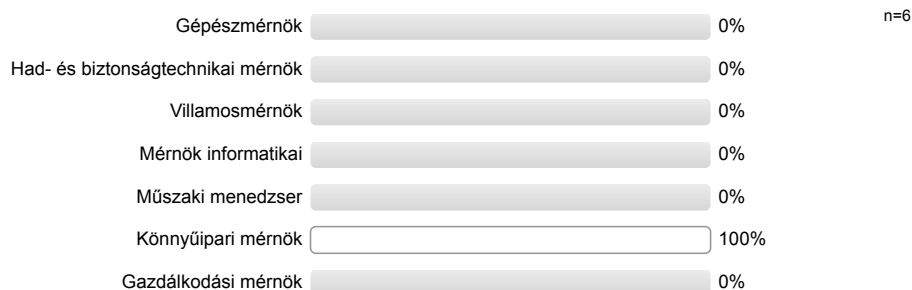 Gépészmérnök 0% n=6
Had- és biztonságtechnikai mérnök 0%
Villamosmérnök 0%
Mérnök informatikai 0%
Műszaki menedzser 0%
Könnyűipari mérnök 100%
Gazdálkodási mérnök 0%